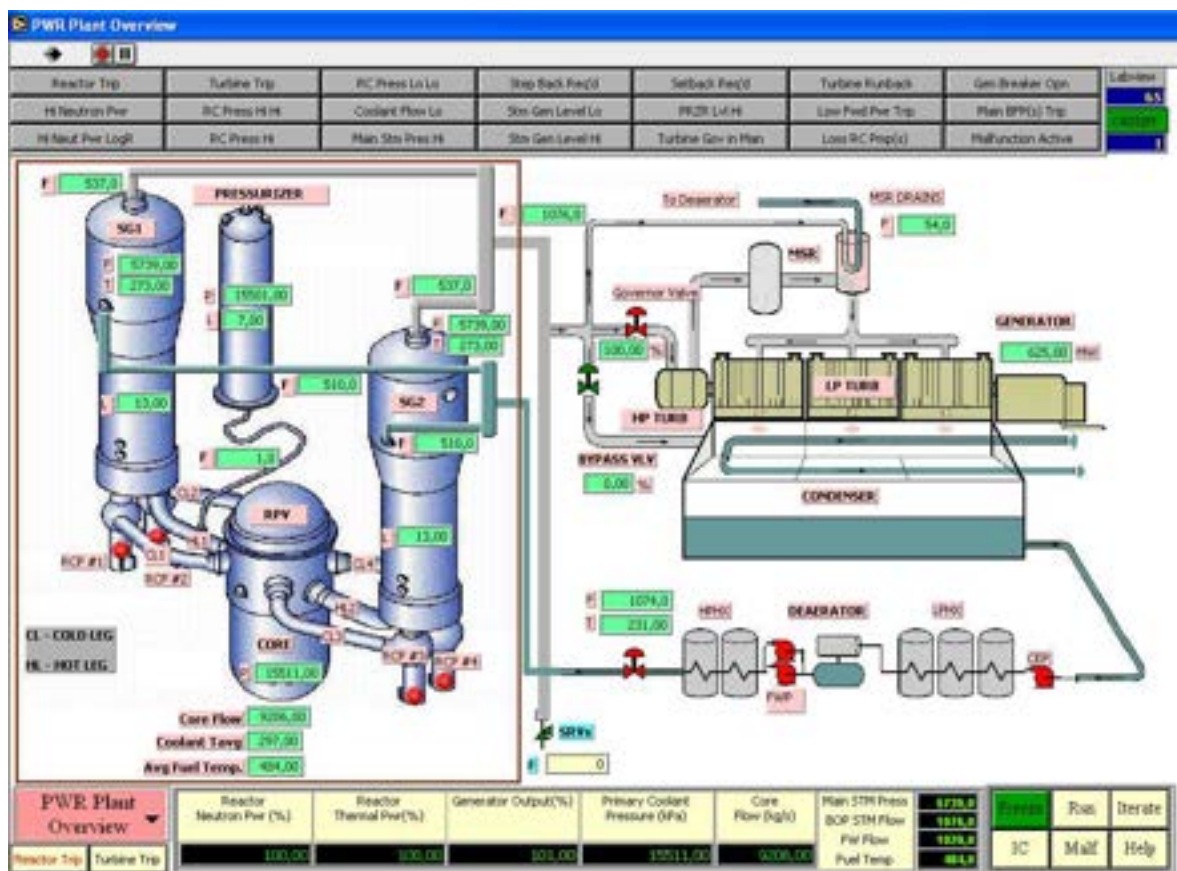 PWR Plant Overview
Reactor Trip
Turbine Trip
RC Press Lo Lo
Step Back Req'd
Setback Req'd
Turbine Runback
Gen Breaker Opn
Labview
65
Hi Neutron Pwr
RC Press Hi Hi
Coolant Flow Lo
Stm Gen Level Lo
PRZR Lvl Hi
Low Fwd Pwr Trip
Main BFP(s) Trip
1
Hi Neut Pwr LogR
RC Press Hi
Main Stm Pres Hi
Stm Gen Level Hi
Turbine Gov in Man
Loss RC Pmp(s)
Malfunction Active
F 537,0
PRESSURIZER
SG1
P 5739,00
T 273,00
P 15501,00
L 7,00
L 13,00
F 1,0
F 537,0
P 5739,00
T 273,00
F 510,0
SG2
F 510,0
L 13,00
RPV
CL2
HL1
CL1
CL4
HL2
CL3
RCP #1
RCP #2
RCP #3
RCP #4
CORE
P 15511,00
CL - COLD LEG
HL - HOT LEG
Core Flow 9206,00
Coolant Tavg 297,00
Avg Fuel Temp. 484,00
F 1074,0
To Deaerator
MSR DRAINS
F 54,0
MSR
Governor Valve
100,00 %
GENERATOR
625,00 MW
LP TURB
HP TURB
BYPASS VLV
0,00 %
CONDENSER
F 1074,0
T 231,00
HPHX
DEAERATOR
LPHX
FWP
CEP
SRVs
F 0
PWR Plant
Overview
Reactor Trip
Turbine Trip
Reactor
Neutron Pwr (%)
100,00
Reactor
Thermal Pwr(%)
100,00
Generator Output(%)
101,00
Primary Coolant
Pressure (kPa)
15511,00
Core
Flow (kg/s)
9206,00
Main STM Press 5739,0
BOP STM Flow
FW Flow
Fuel Temp 484,0
Freeze
Run
Iterate
IC
Malf
Help